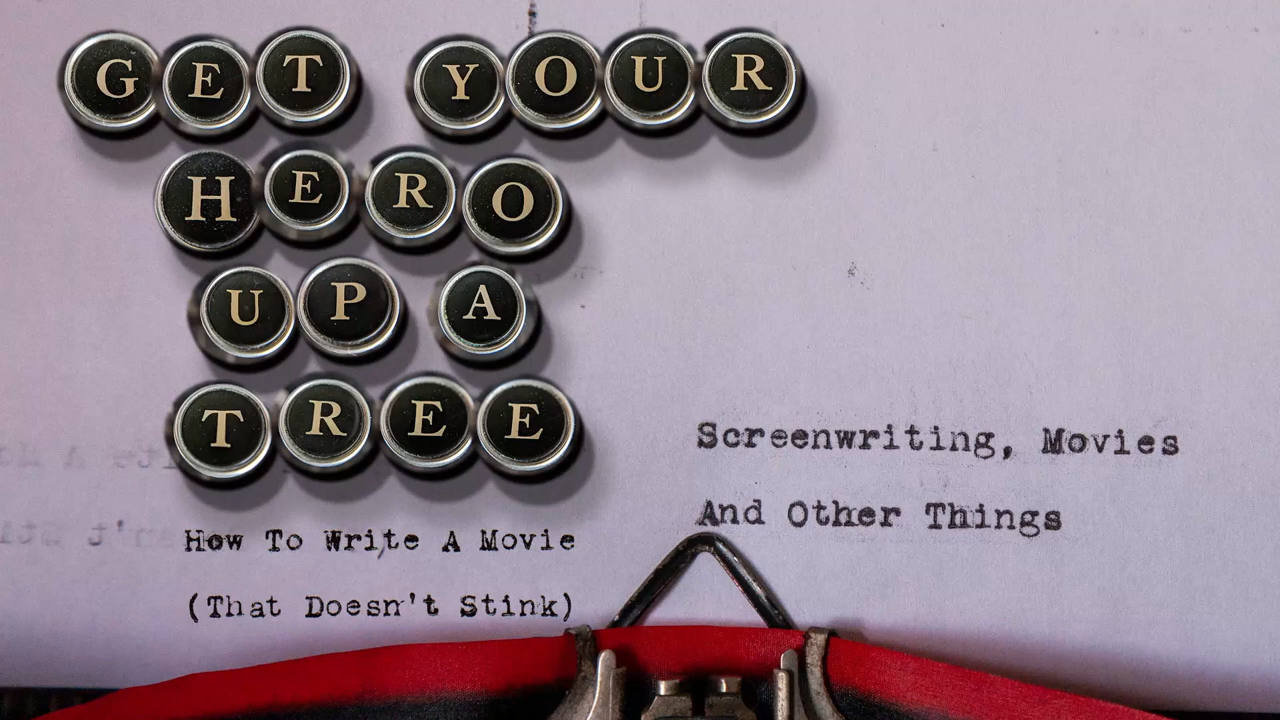 GET YOUR
HERO
UP A
TREE
How To Write A Movie
(That Doesn't Stink)
Screenwriting, Movies
And Other Things